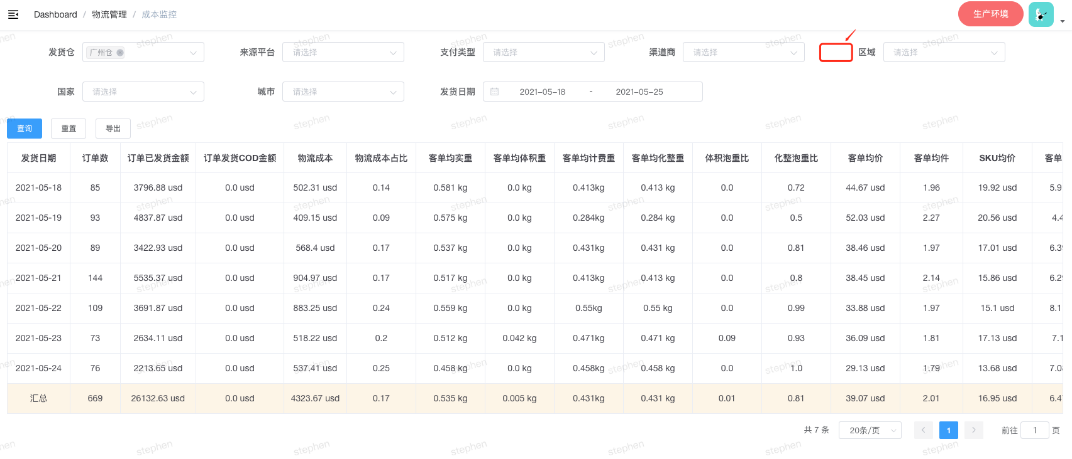 Dashboard / 物流管理 / 成本监控
生产环境
发货仓 广州仓 来源平台 请选择 支付类型 请选择 渠道商 请选择 区域 请选择
国家 请选择 城市 请选择 发货日期 2021-05-18 - 2021-05-25
查询 重置 导出
发货日期 订单数 订单已发货金额 订单发货COD金额 物流成本 物流成本占比 客单均实重 客单均体积重 客单均计费重 客单均化整重 体积泡重比 化整泡重比 客单均价 客单均件 SKU均价 客单
2021-05-18 85 3796.88 usd 0.0 usd 502.31 usd 0.14 0.581 kg 0.0 kg 0.413kg 0.413 kg 0.0 0.72 44.67 usd 1.96 19.92 usd 5.9
2021-05-19 93 4837.87 usd 0.0 usd 409.15 usd 0.09 0.575 kg 0.0 kg 0.284kg 0.284 kg 0.0 0.5 52.03 usd 2.27 20.56 usd 4.4
2021-05-20 89 3422.93 usd 0.0 usd 568.4 usd 0.17 0.537 kg 0.0 kg 0.431kg 0.431 kg 0.0 0.81 38.46 usd 1.97 17.01 usd 6.3
2021-05-21 144 5535.37 usd 0.0 usd 904.97 usd 0.17 0.517 kg 0.0 kg 0.413kg 0.413 kg 0.0 0.8 38.45 usd 2.14 15.86 usd 6.2
2021-05-22 109 3691.87 usd 0.0 usd 883.25 usd 0.24 0.559 kg 0.0 kg 0.55kg 0.55 kg 0.0 0.99 33.88 usd 1.97 15.1 usd 8.1
2021-05-23 73 2634.11 usd 0.0 usd 518.22 usd 0.2 0.512 kg 0.042 kg 0.471kg 0.471 kg 0.09 0.93 36.09 usd 1.81 17.13 usd 7.1
2021-05-24 76 2213.65 usd 0.0 usd 537.41 usd 0.25 0.458 kg 0.0 kg 0.458kg 0.458 kg 0.0 1.0 29.13 usd 1.79 13.68 usd 7.0
汇总 669 26132.63 usd 0.0 usd 4323.67 usd 0.17 0.535 kg 0.005 kg 0.431kg 0.431 kg 0.01 0.81 39.07 usd 2.01 16.95 usd 6.4
共 7 条 20条/页 1 前往 1 页
stephen